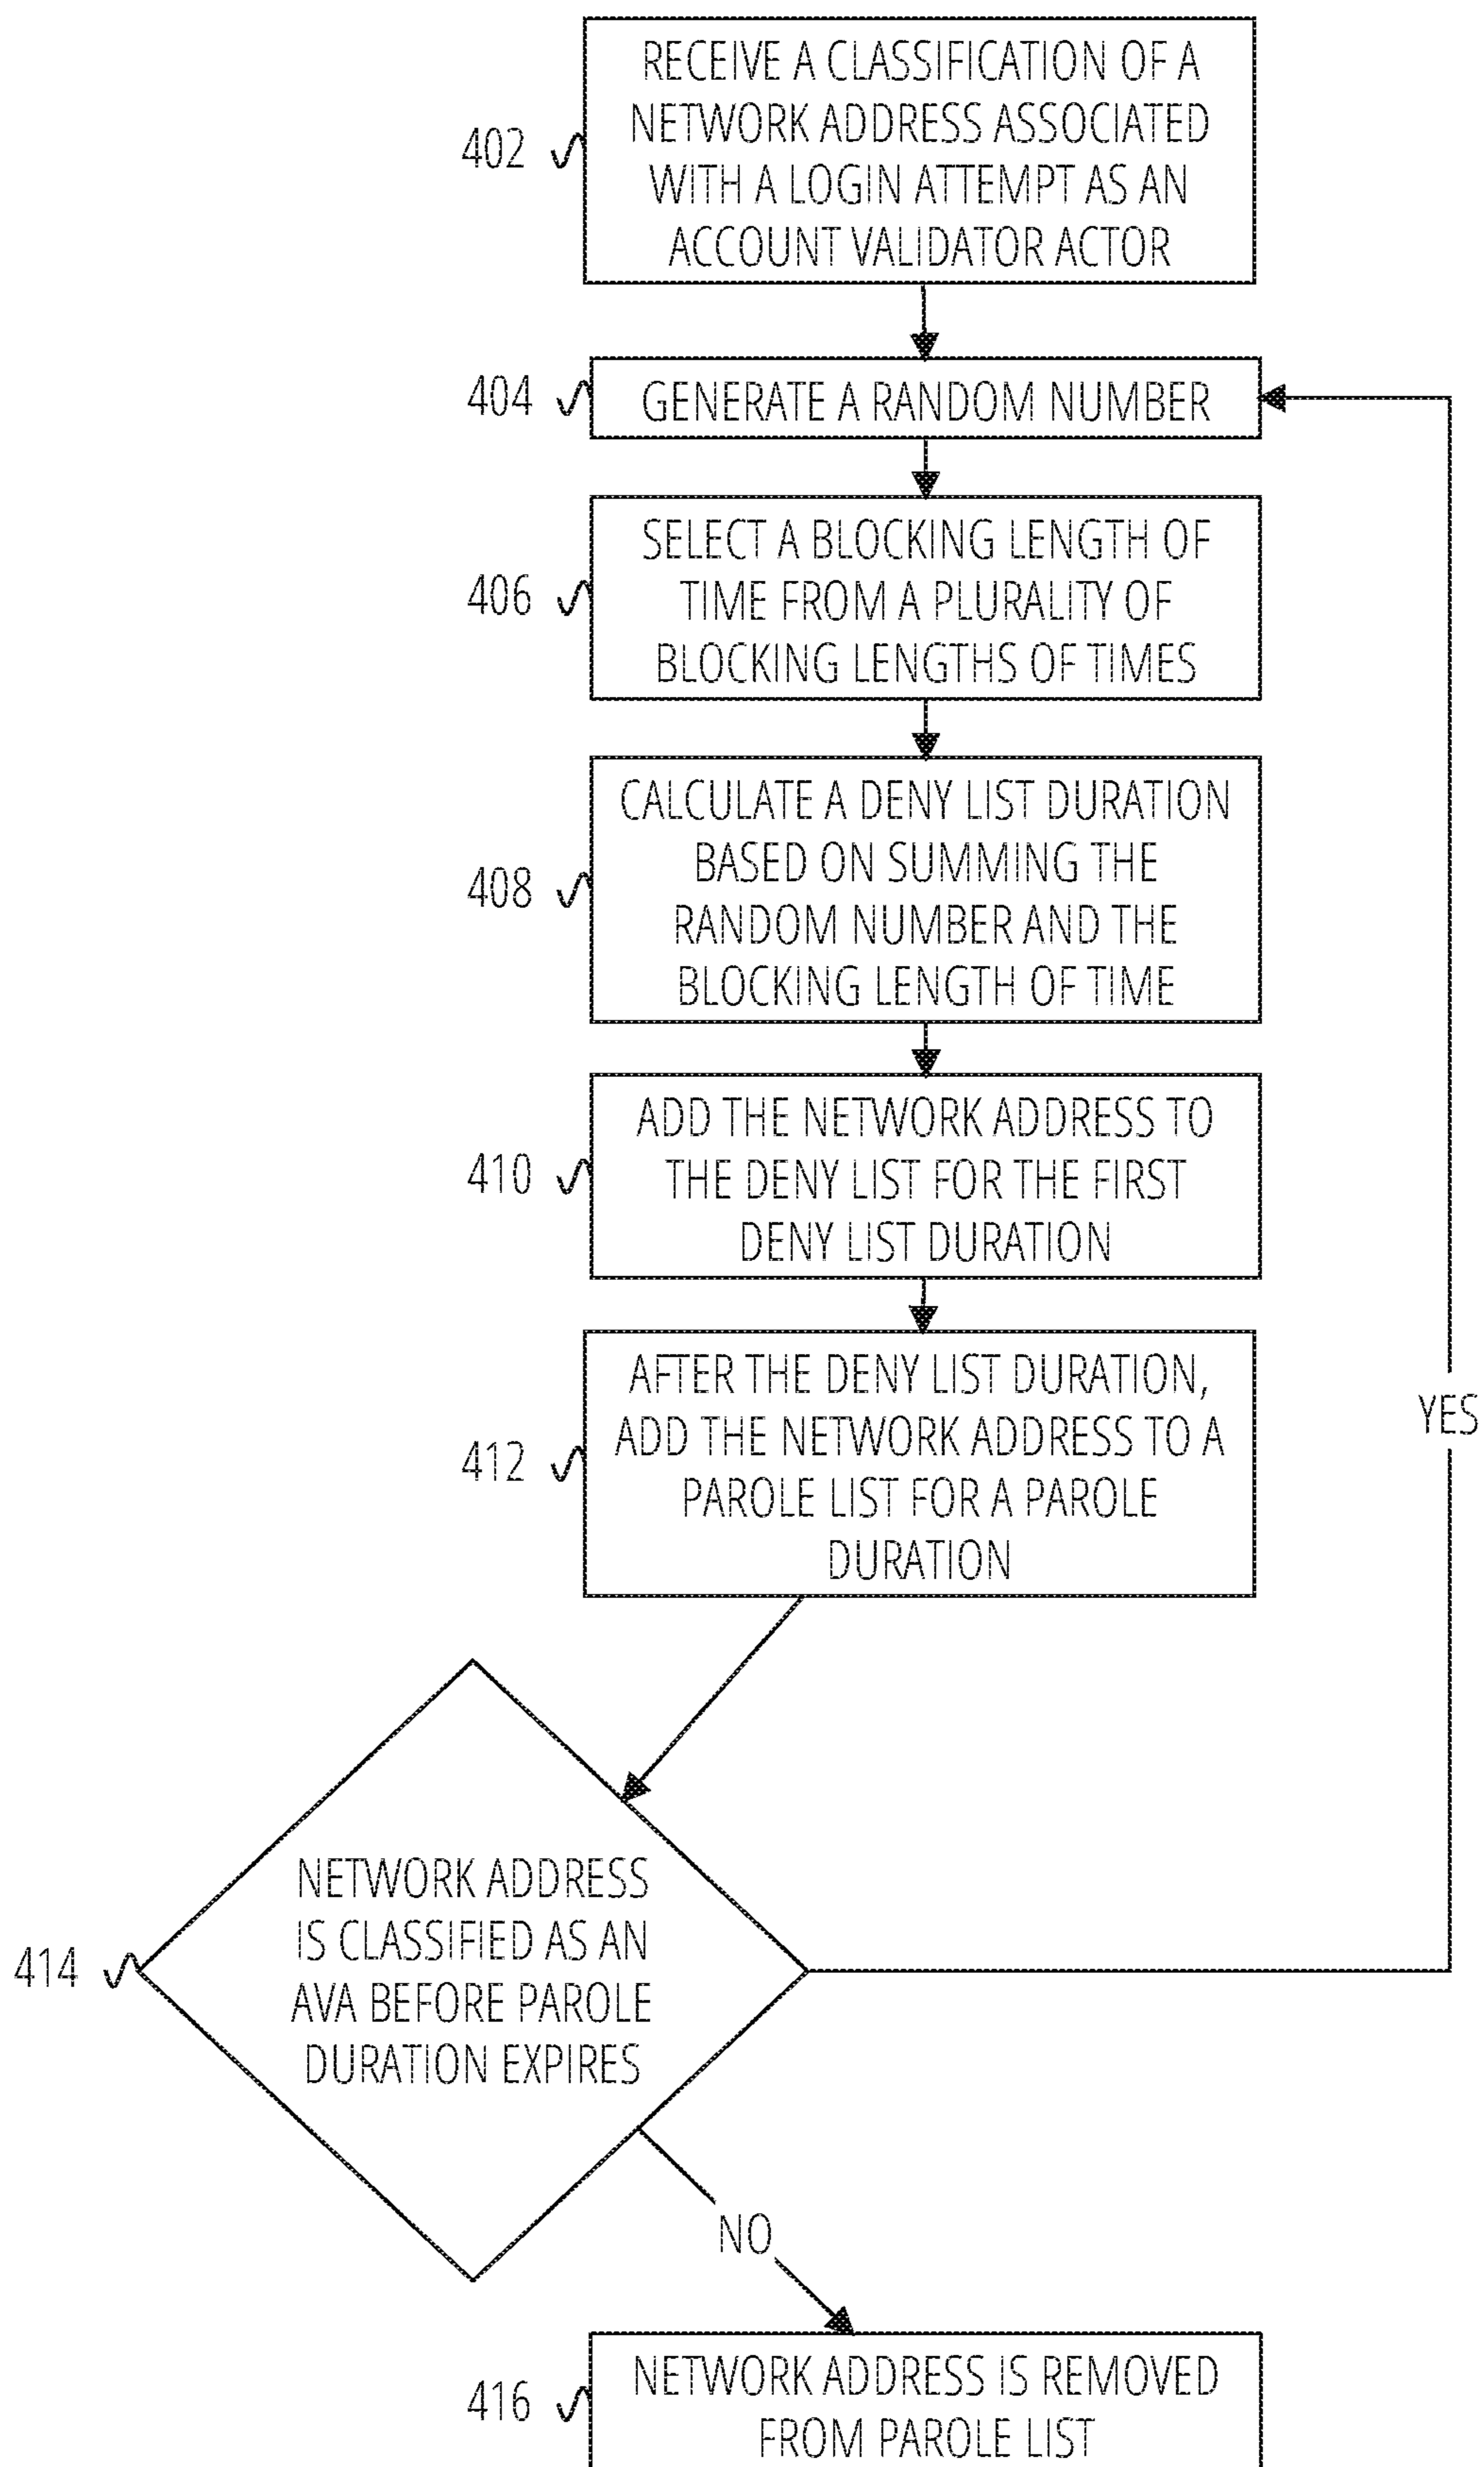 RECEIVE A CLASSIFICATION OF A
NETWORK ADDRESS ASSOCIATED
402
WITH A LOGIN ATTEMPT AS AN
ACCOUNT VALIDATOR ACTOR
404
GENERATE A RANDOM NUMBER
SELECT A BLOCKING LENGTH OF
406
TIME FROM A PLURALITY OF
BLOCKING LENGTHS OF TIMES
CALCULATE A DENY LIST DURATION
BASED ON SUMMING THE
408
RANDOM NUMBER AND THE
BLOCKING LENGTH OF TIME
ADD THE NETWORK ADDRESS TO
410
THE DENY LIST FOR THE FIRST
DENY LIST DURATION
AFTER THE DENY LIST DURATION,
ADD THE NETWORK ADDRESS TO A
412
PAROLE LIST FOR A PAROLE
DURATION
YES
NETWORK ADDRESS
IS CLASSIFIED AS AN
414
AVA BEFORE PAROLE
DURATION EXPIRES
NO
NETWORK ADDRESS IS REMOVED
416
FROM PAROLE LIST